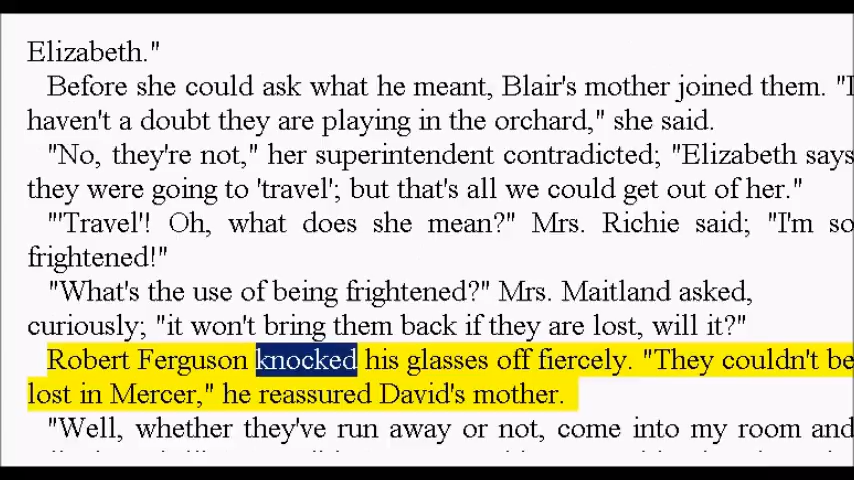 Elizabeth."
Before she could ask what he meant, Blair's mother joined them. "I
haven't a doubt they are playing in the orchard," she said.
"No, they're not," her superintendent contradicted; "Elizabeth says
they were going to 'travel'; but that's all we could get out of her."
"'Travel'! Oh, what does she mean?" Mrs. Richie said; "I'm so
frightened!"
"What's the use of being frightened?" Mrs. Maitland asked,
curiously; "it won't bring them back if they are lost, will it?"
Robert Ferguson knocked his glasses off fiercely. "They couldn't be
lost in Mercer," he reassured David's mother.
"Well, whether they've run away or not, come into my room and